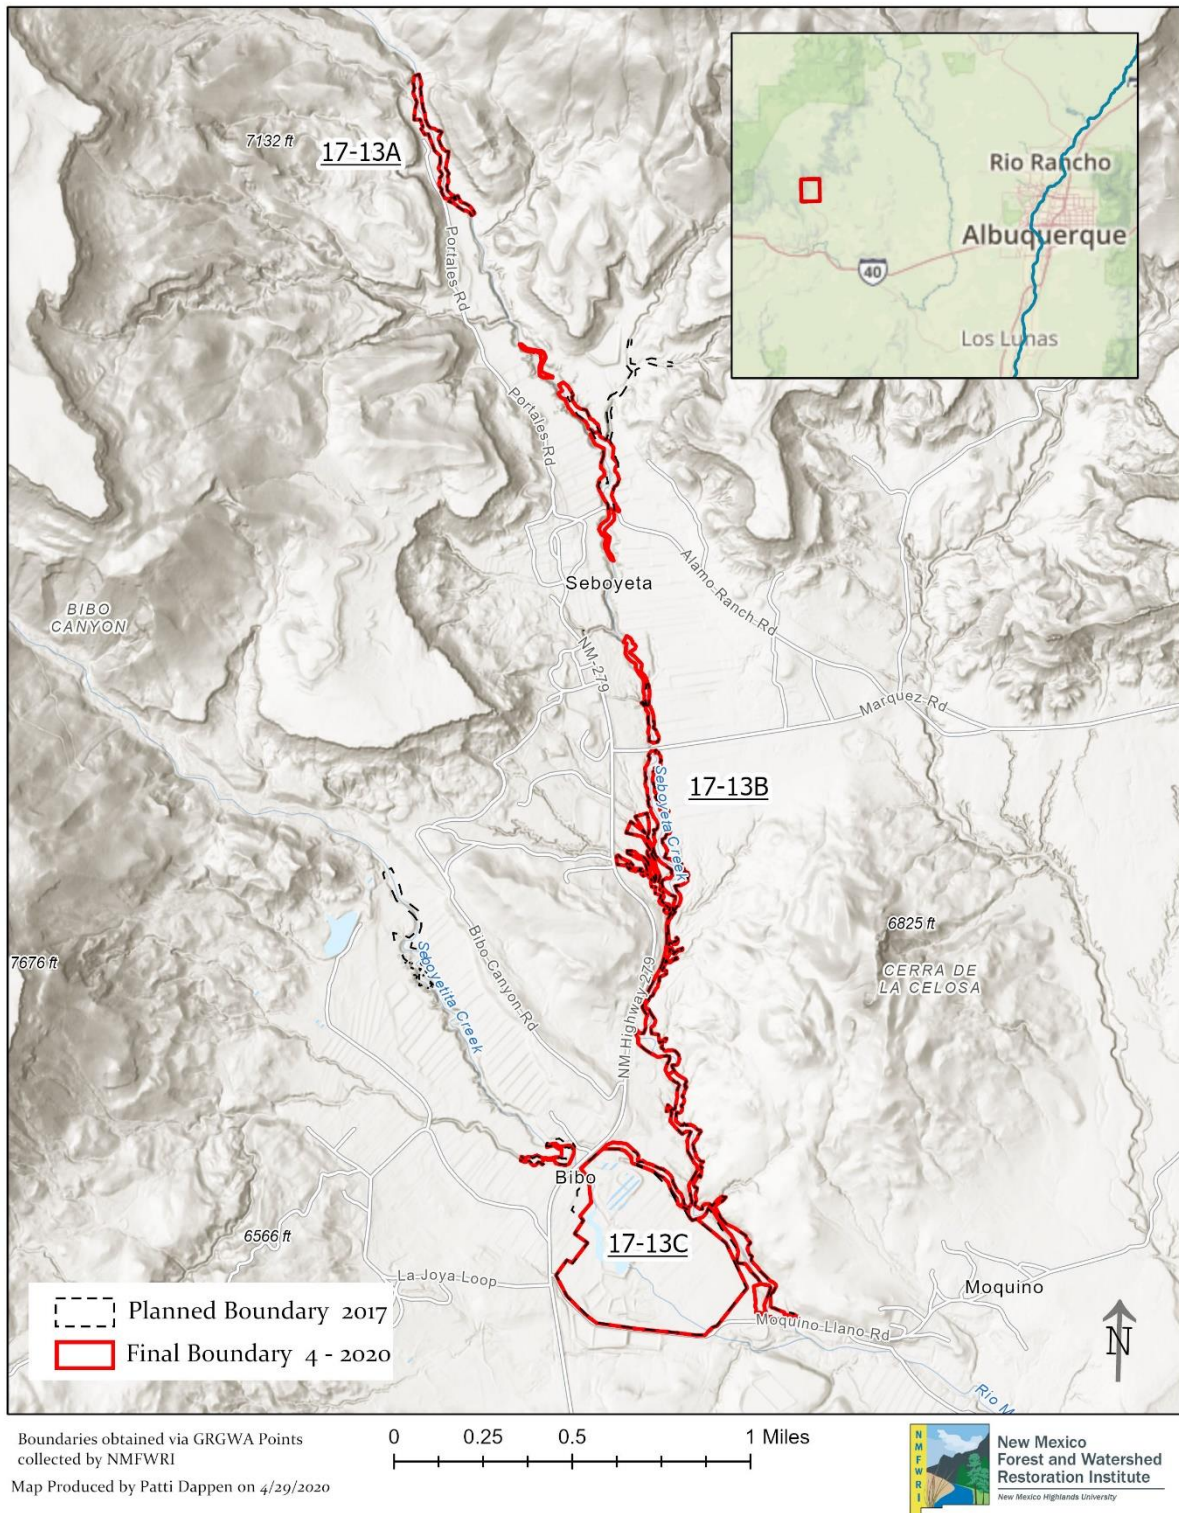 7132 ft
17-13A
Portales Rd
Portales Rd
Rio Rancho
Albuquerque
40
Los Lunas
Seboyeta
Alamo Ranch Rd
BIBO
CANYON
NM-279
Marquez Rd
17-13B
Seboyeta Creek
6825 ft
CERRA DE
LA CELOSA
7676 ft
Seboyetita Creek
Bibo Canyon Rd
NM Highway 279
Bibo
6566 ft
17-13C
La Joya Loop
Moquino
Moquino Llano Rd
Rio M
N
Planned Boundary 2017
Final Boundary 4 - 2020
Boundaries obtained via GRGWA Points
collected by NMFWRI
Map Produced by Patti Dappen on 4/29/2020
0 0.25 0.5 1 Miles
NMFWRI
New Mexico
Forest and Watershed
Restoration Institute
New Mexico Highlands University